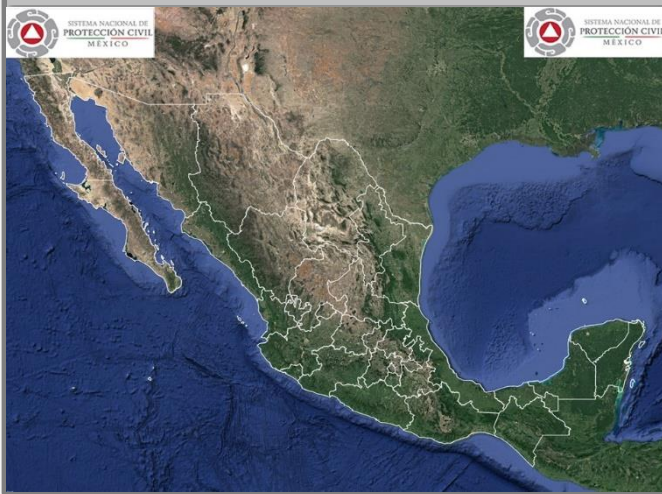 SISTEMA NACIONAL DE
PROTECCIÓN CIVIL
MÉXICO
SISTEMA NACIONAL DE
PROTECCIÓN CIVIL
MÉXICO